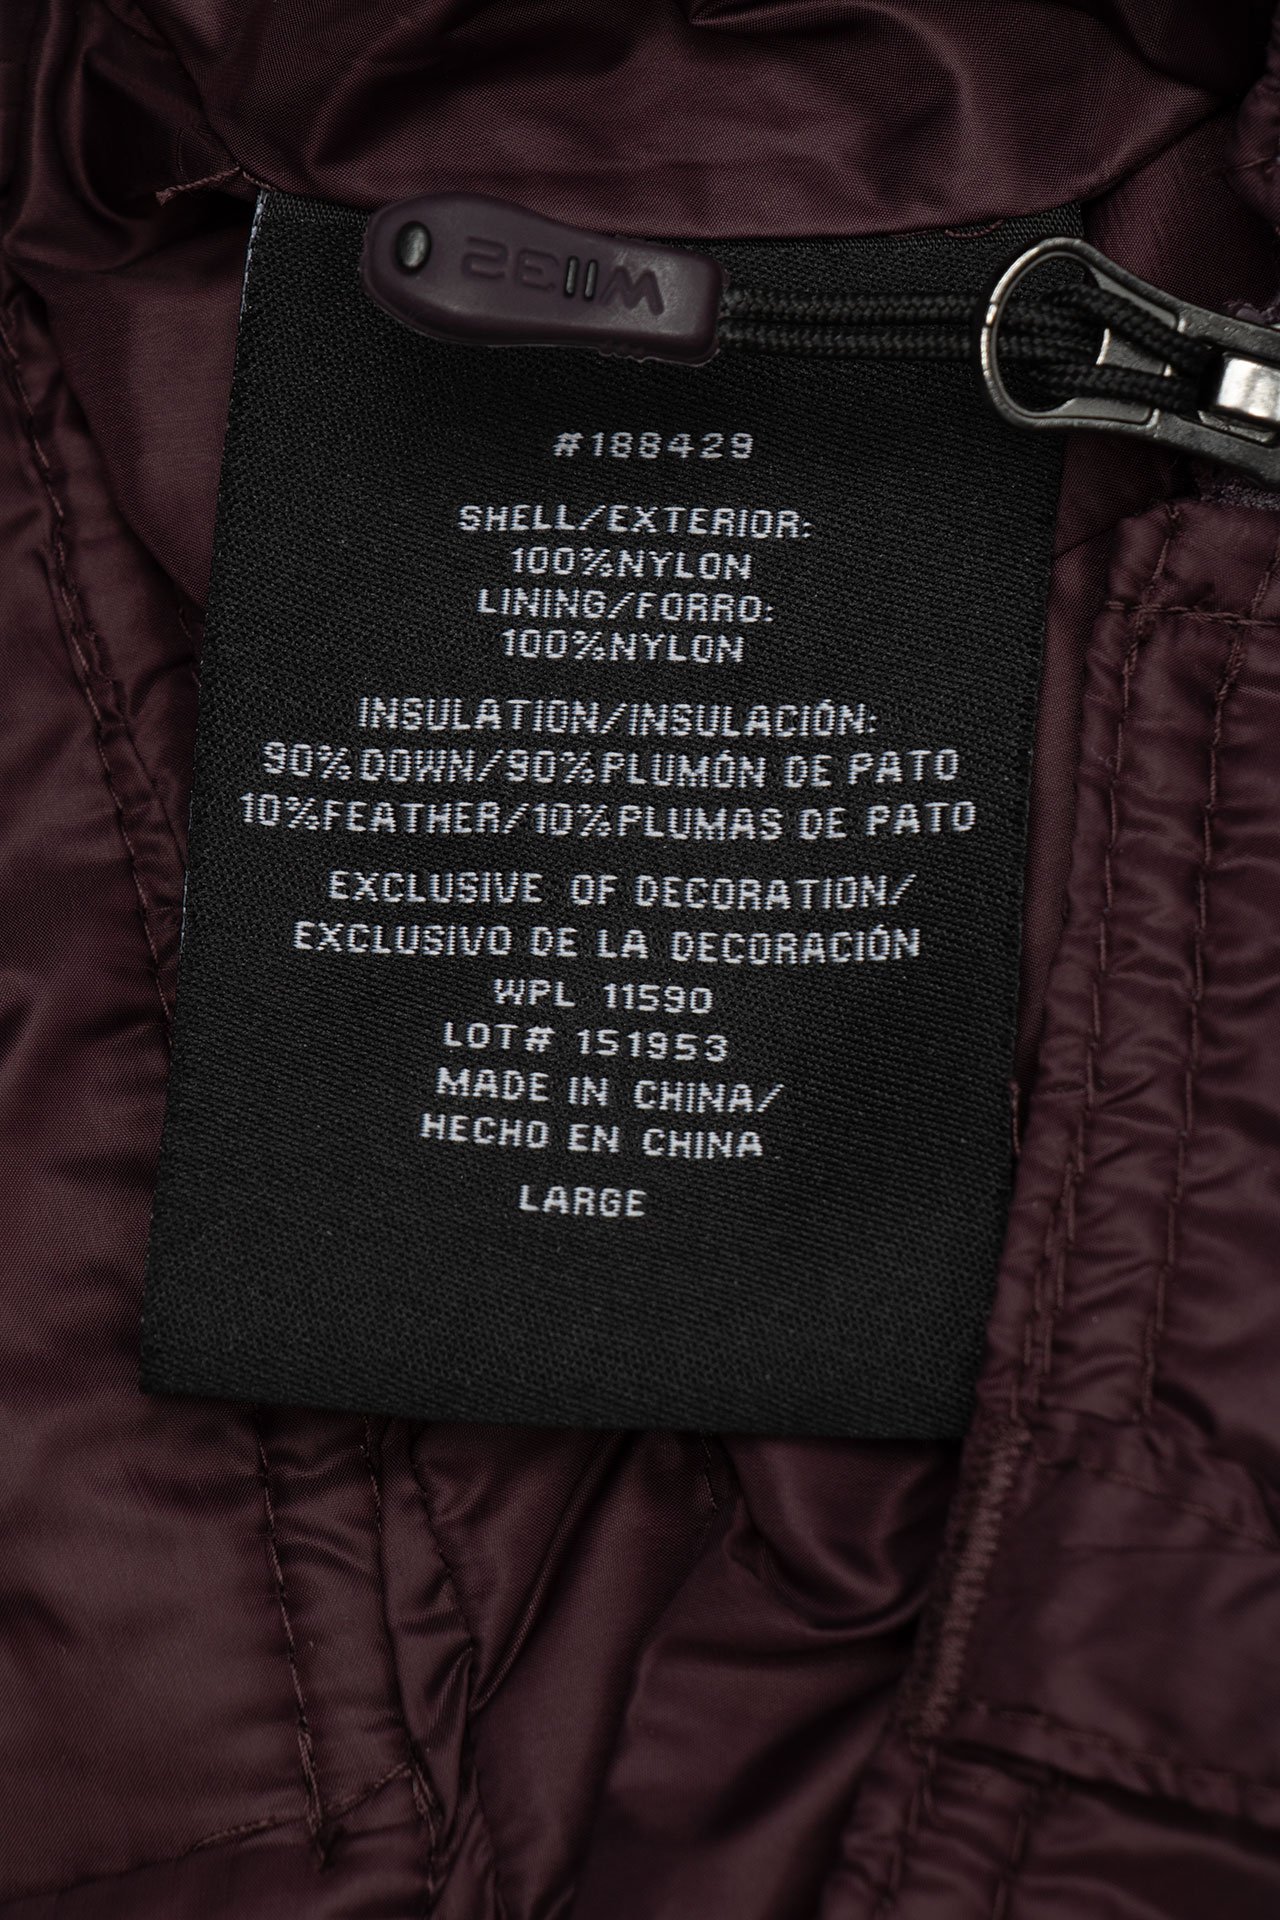 #188429
SHELL/EXTERIOR:
100%NYLON
LINING/FORRO:
100%NYLON
INSULATION/INSULACIÓN:
90%DOWN/90%PLUMÓN DE PATO
10%FEATHER/10%PLUMAS DE PATO
EXCLUSIVE OF DECORATION/
EXCLUSIVO DE LA DECORACIÓN
WPL 11590
LOT# 151953
MADE IN CHINA/
HECHO EN CHINA
LARGE